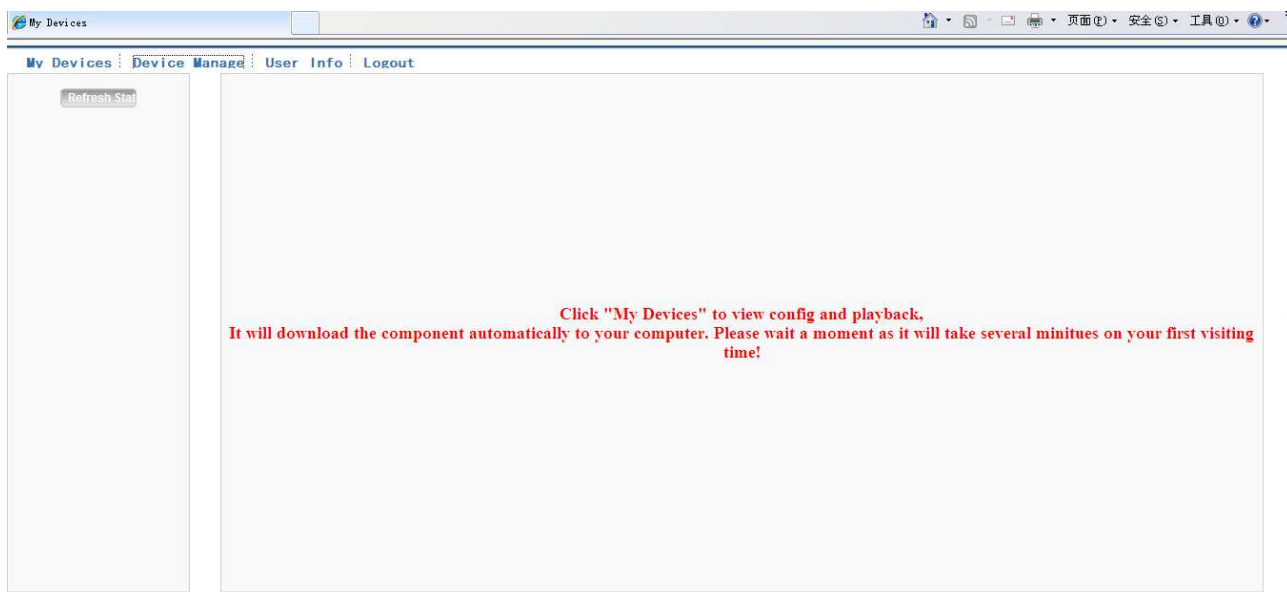 My Devices
页面(P) 安全(S) 工具(O)
My Devices Device Manage User Info Logout
Refresh Stat
Click "My Devices" to view config and playback,
It will download the component automatically to your computer. Please wait a moment as it will take several minitues on your first visiting
time!